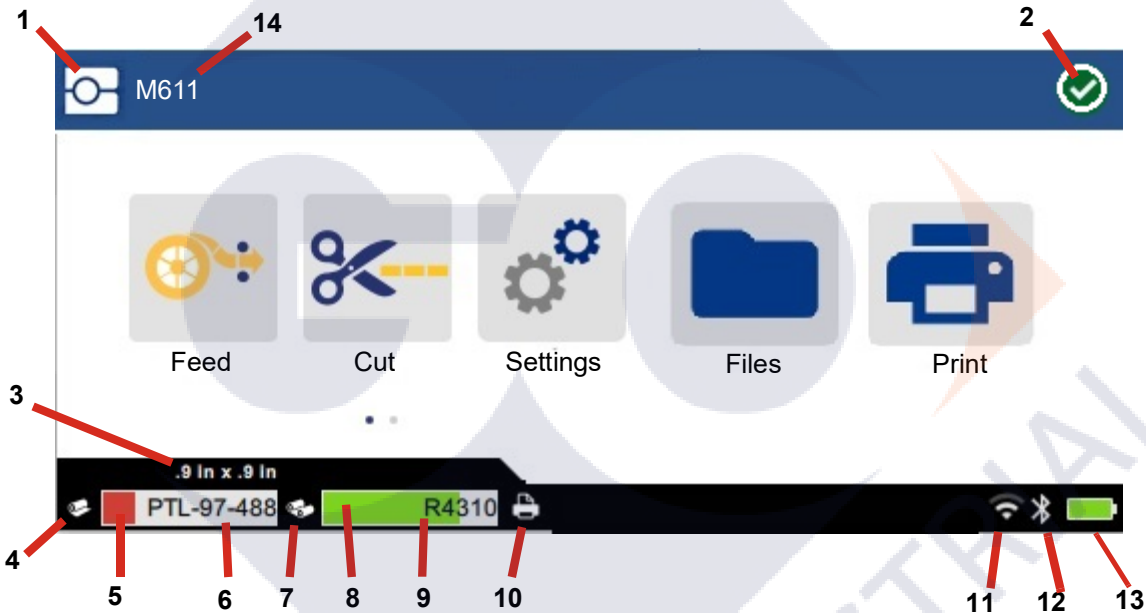 1 14 2
M611
Feed Cut Settings Files Print
3
.9 in x .9 in
PTL-97-488 R4310
4 5 6 7 8 9 10 11 12 13
TRIAL